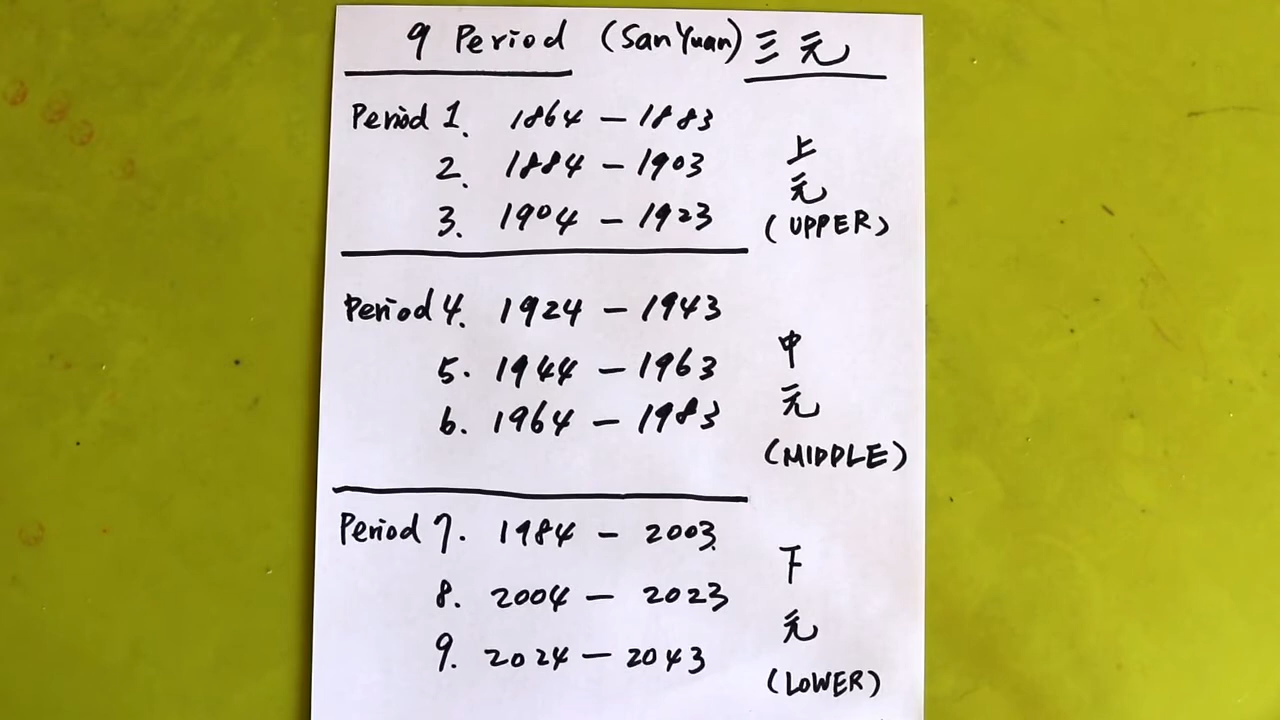 9 Period (San Yuan) 三元
Period 1. 1864 – 1883
2. 1884 – 1903
3. 1904 – 1923
上
元
(UPPER)
Period 4. 1924 – 1943
5. 1944 – 1963
6. 1964 – 1983
中
元
(MIDDLE)
Period 7. 1984 – 2003
8. 2004 – 2023
9. 2024 – 2043
下
元
(LOWER)